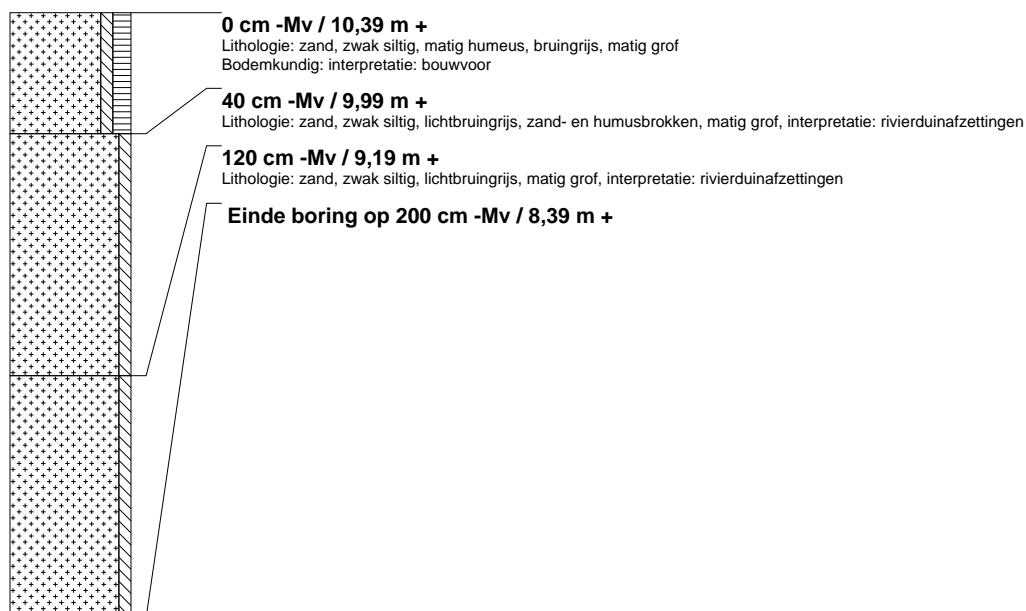 0 cm -Mv / 10,39 m +
Lithologie: zand, zwak siltig, matig humeus, bruingrijs, matig grof
Bodemkundig: interpretatie: bouwvoor
40 cm -Mv / 9,99 m +
Lithologie: zand, zwak siltig, lichtbruingrijs, zand- en humusbrokken, matig grof, interpretatie: rivierduinafzettingen
120 cm -Mv / 9,19 m +
Lithologie: zand, zwak siltig, lichtbruingrijs, matig grof, interpretatie: rivierduinafzettingen
Einde boring op 200 cm -Mv / 8,39 m +